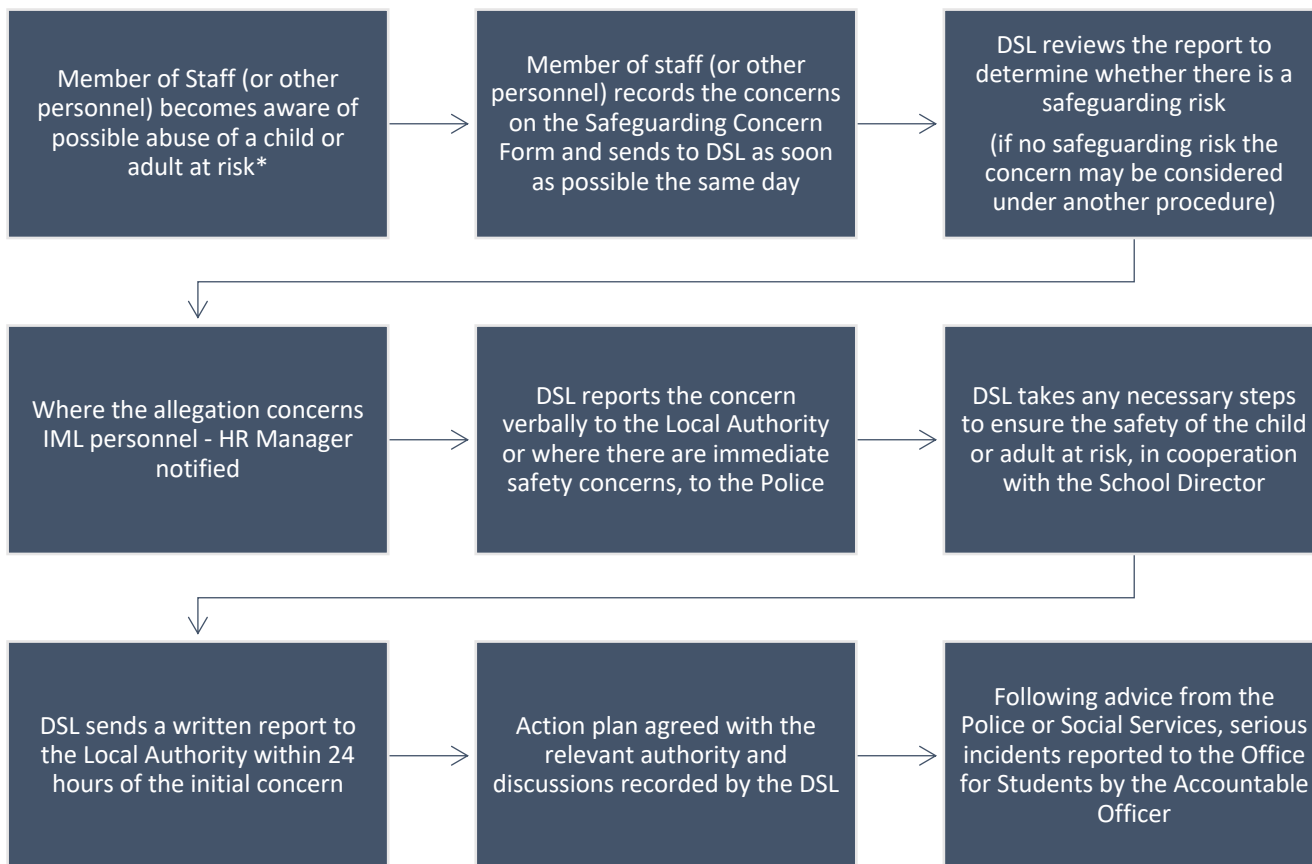 Member of Staff (or other
personnel) becomes aware of
possible abuse of a child or
adult at risk*
Member of staff (or other
personnel) records the concerns
on the Safeguarding Concern
Form and sends to DSL as soon
as possible the same day
DSL reviews the report to
determine whether there is a
safeguarding risk
(if no safeguarding risk the
concern may be considered
under another procedure)
Where the allegation concerns
IML personnel - HR Manager
notified
DSL reports the concern
verbally to the Local Authority
or where there are immediate
safety concerns, to the Police
DSL takes any necessary steps
to ensure the safety of the child
or adult at risk, in cooperation
with the School Director
DSL sends a written report to
the Local Authority within 24
hours of the initial concern
Action plan agreed with the
relevant authority and
discussions recorded by the DSL
Following advice from the
Police or Social Services, serious
incidents reported to the Office
for Students by the Accountable
Officer